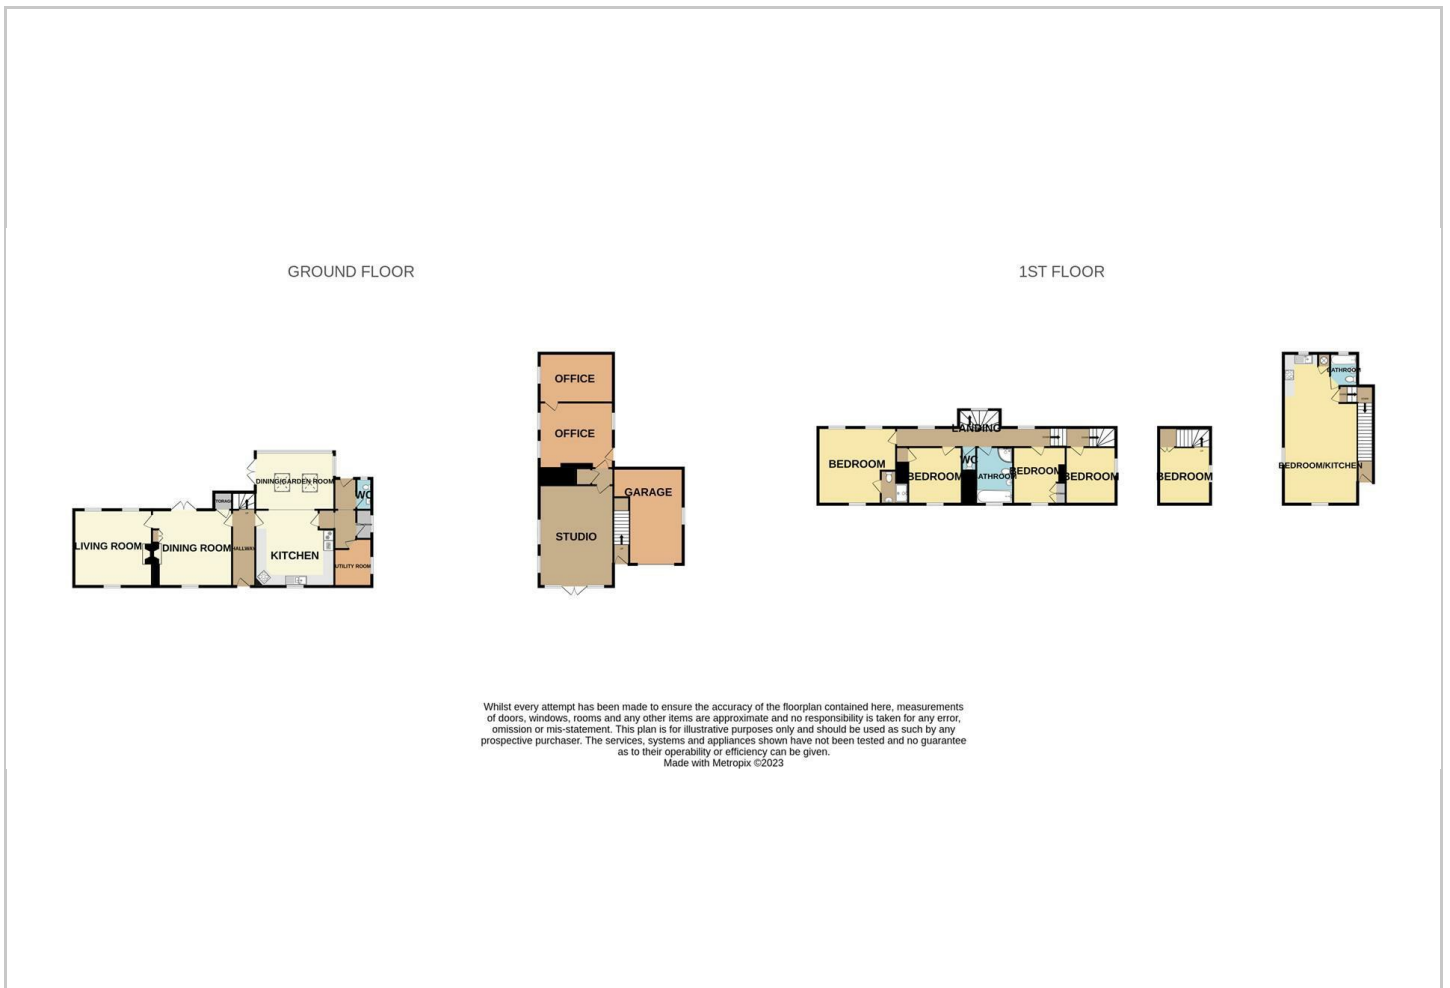 GROUND FLOOR
1ST FLOOR
OFFICE
OFFICE
GARAGE
STUDIO
DINING/GARDEN ROOM
WC
LIVING ROOM
DINING ROOM
KITCHEN
UTILITY ROOM
LANDING
BEDROOM
BEDROOM
WC
BATHROOM
BEDROOM
BEDROOM
BEDROOM
BATHROOM
BEDROOM/KITCHEN
Whilst every attempt has been made to ensure the accuracy of the floorplan contained here, measurements
of doors, windows, rooms and any other items are approximate and no responsibility is taken for any error,
omission or mis-statement. This plan is for illustrative purposes only and should be used as such by any
prospective purchaser. The services, systems and appliances shown have not been tested and no guarantee
as to their operability or efficiency can be given.
Made with Metropix ©2023